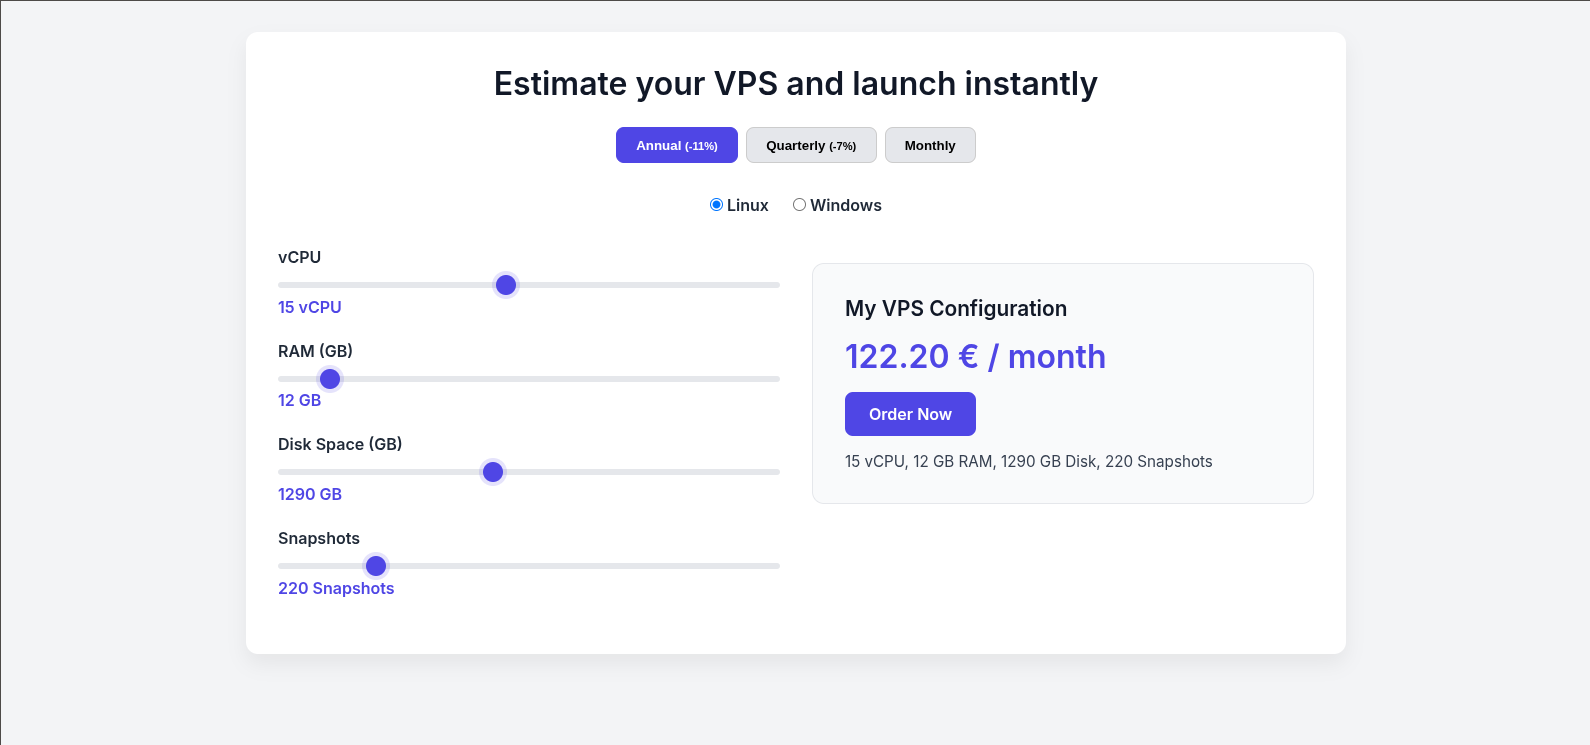 Estimate your VPS and launch instantly
Annual (-11%) Quarterly (-7%) Monthly
Linux Windows
vCPU
15 vCPU
RAM (GB)
12 GB
Disk Space (GB)
1290 GB
Snapshots
220 Snapshots
My VPS Configuration
122.20 € / month
Order Now
15 vCPU, 12 GB RAM, 1290 GB Disk, 220 Snapshots